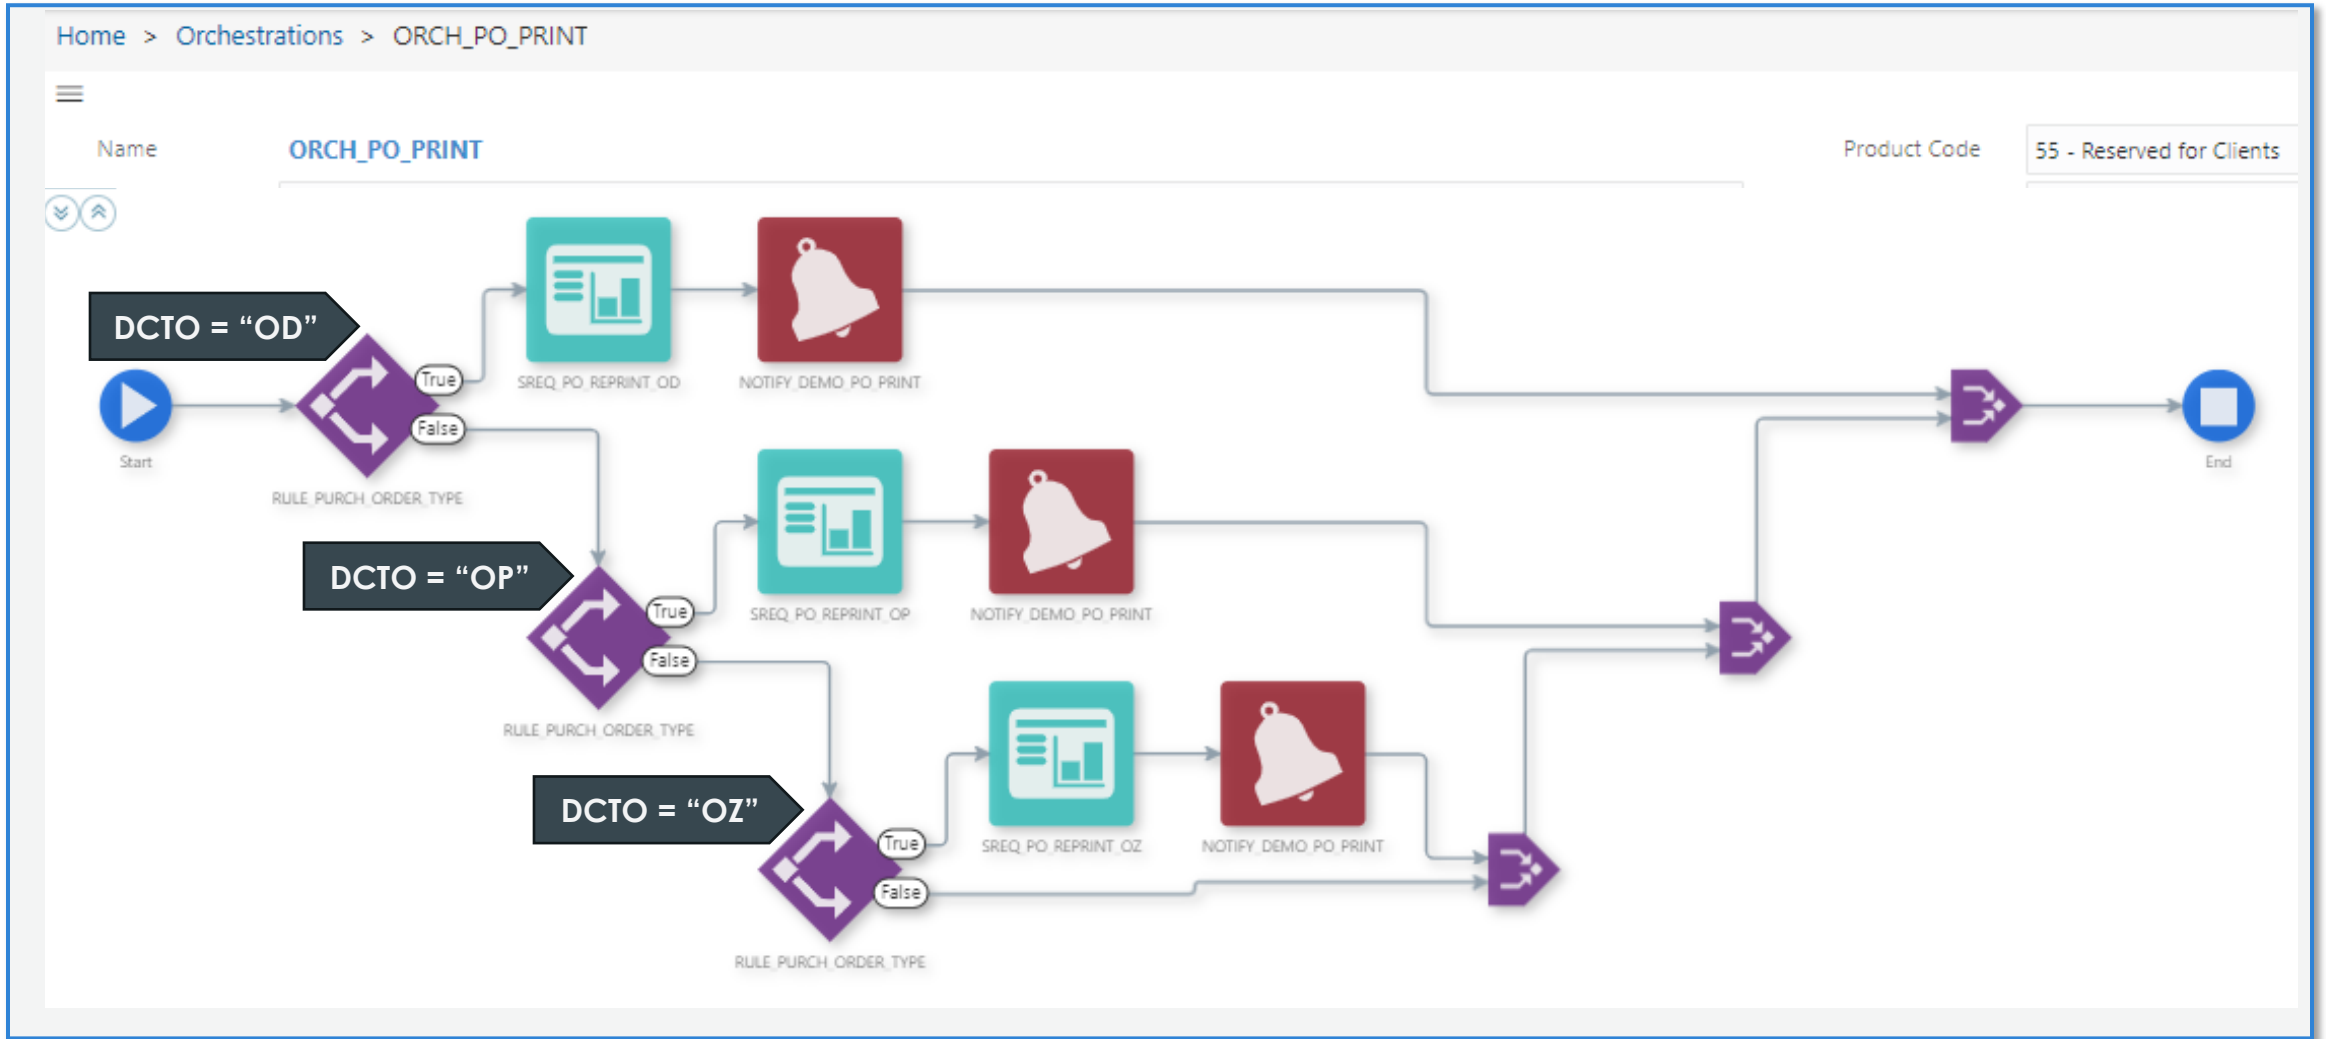 Home > Orchestrations > ORCH_PO_PRINT
Name ORCH_PO_PRINT Product Code 55 - Reserved for Clients
DCTO = “OD”
True
False
Start
RULE_PURCH_ORDER_TYPE
SREQ_PO_REPRINT_OD
NOTIFY_DEMO_PO_PRINT
End
DCTO = “OP”
True
False
RULE_PURCH_ORDER_TYPE
SREQ_PO_REPRINT_OP
NOTIFY_DEMO_PO_PRINT
DCTO = “OZ”
True
False
RULE_PURCH_ORDER_TYPE
SREQ_PO_REPRINT_OZ
NOTIFY_DEMO_PO_PRINT